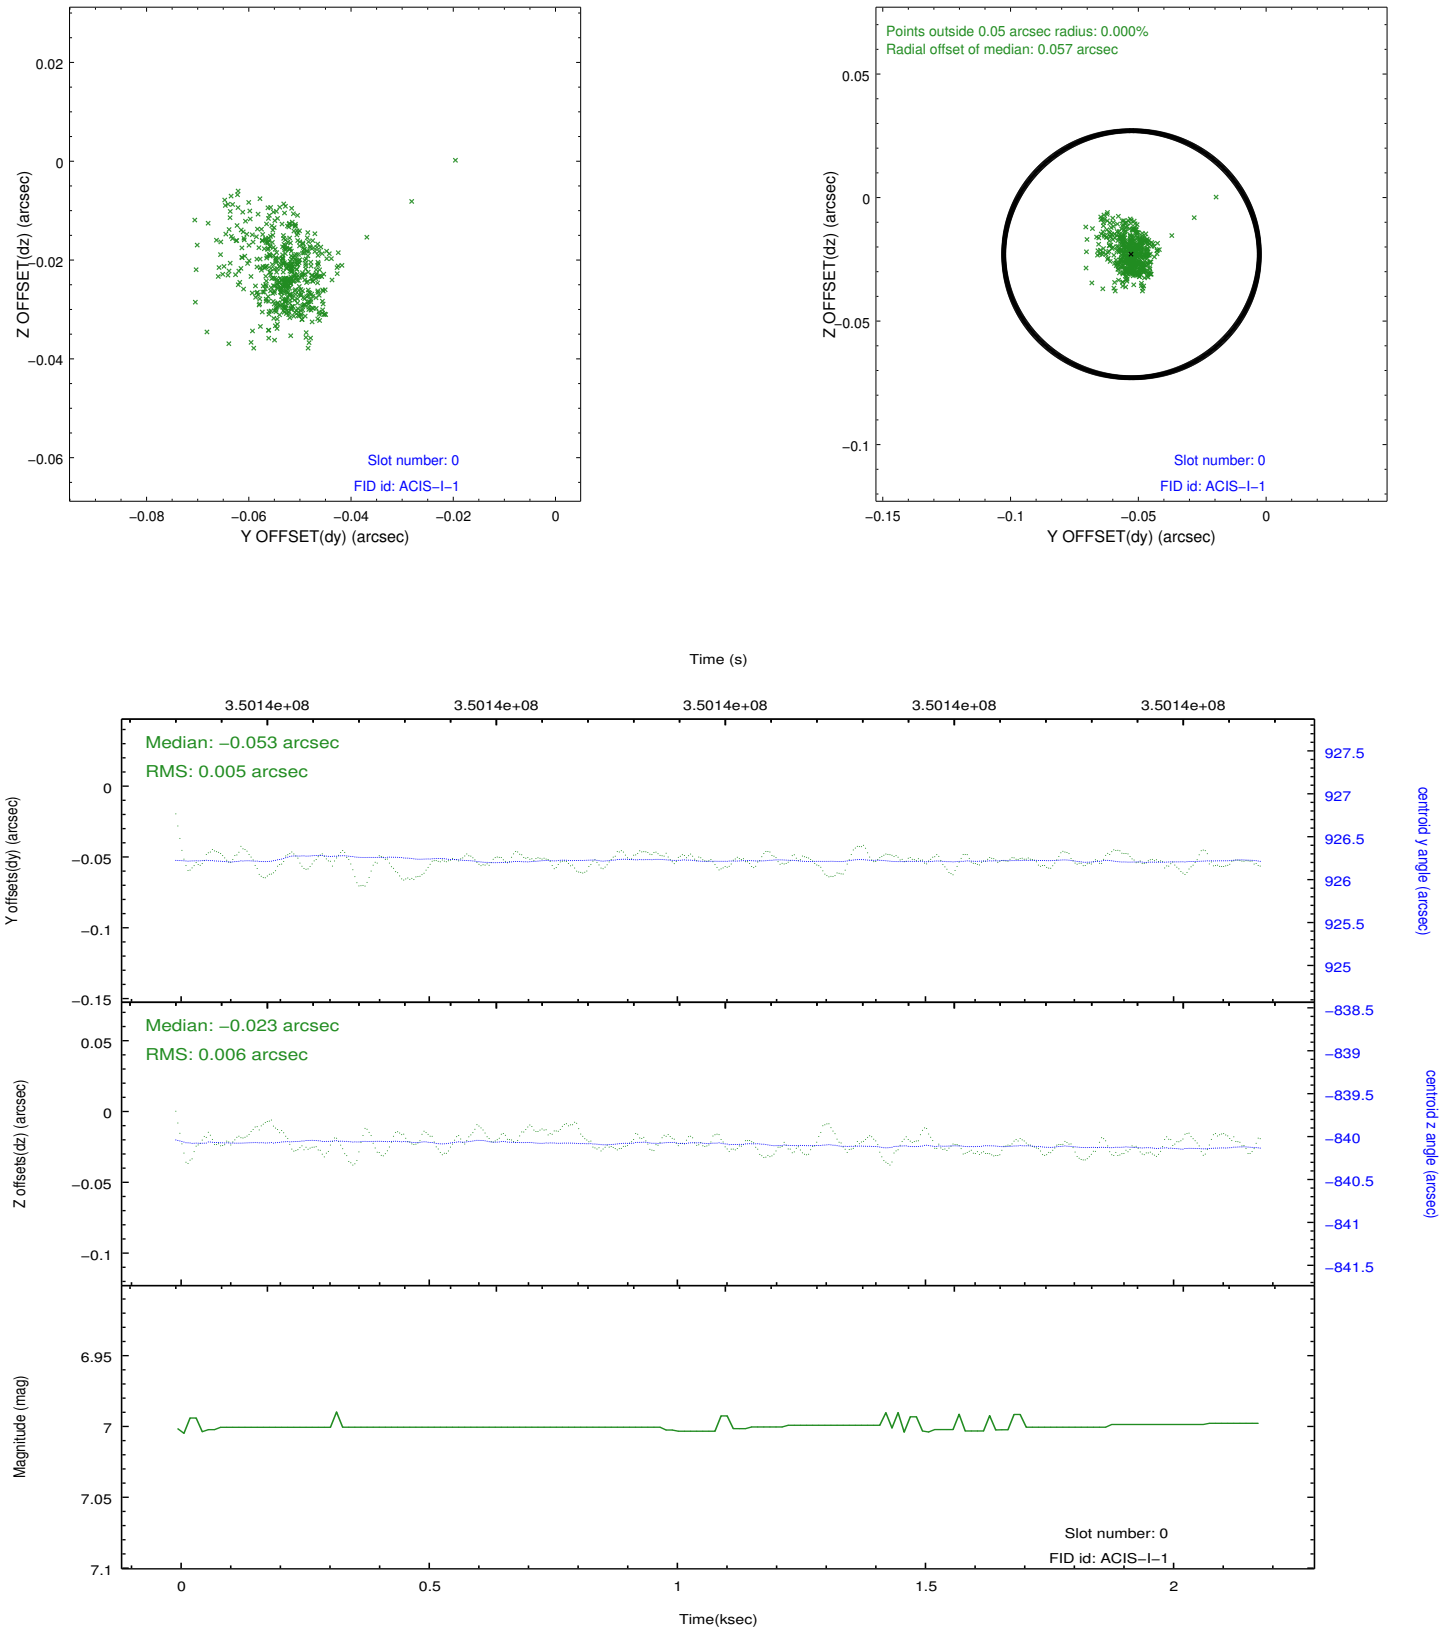 0.02
0
−0.02
−0.04
−0.06
Z OFFSET(dz) (arcsec)
Slot number: 0
FID id: ACIS−I−1
−0.08
−0.06
−0.04
−0.02
0
Y OFFSET(dy) (arcsec)
Points outside 0.05 arcsec radius: 0.000%
Radial offset of median: 0.057 arcsec
0.05
0
−0.05
−0.1
Z OFFSET(dz) (arcsec)
Slot number: 0
FID id: ACIS−I−1
−0.15
−0.1
−0.05
0
Y OFFSET(dy) (arcsec)
Time (s)
3.5014e+08
3.5014e+08
3.5014e+08
3.5014e+08
3.5014e+08
Median: −0.053 arcsec
RMS: 0.005 arcsec
0
−0.05
−0.1
−0.15
Y offsets(dy) (arcsec)
927.5
927
926.5
926
925.5
925
centroid y angle (arcsec)
Median: −0.023 arcsec
RMS: 0.006 arcsec
0.05
0
−0.05
−0.1
Z offsets(dz) (arcsec)
−838.5
−839
−839.5
−840
−840.5
−841
−841.5
centroid z angle (arcsec)
6.95
7
7.05
7.1
Magnitude (mag)
Slot number: 0
FID id: ACIS−I−1
0
0.5
1
1.5
2
Time(ksec)